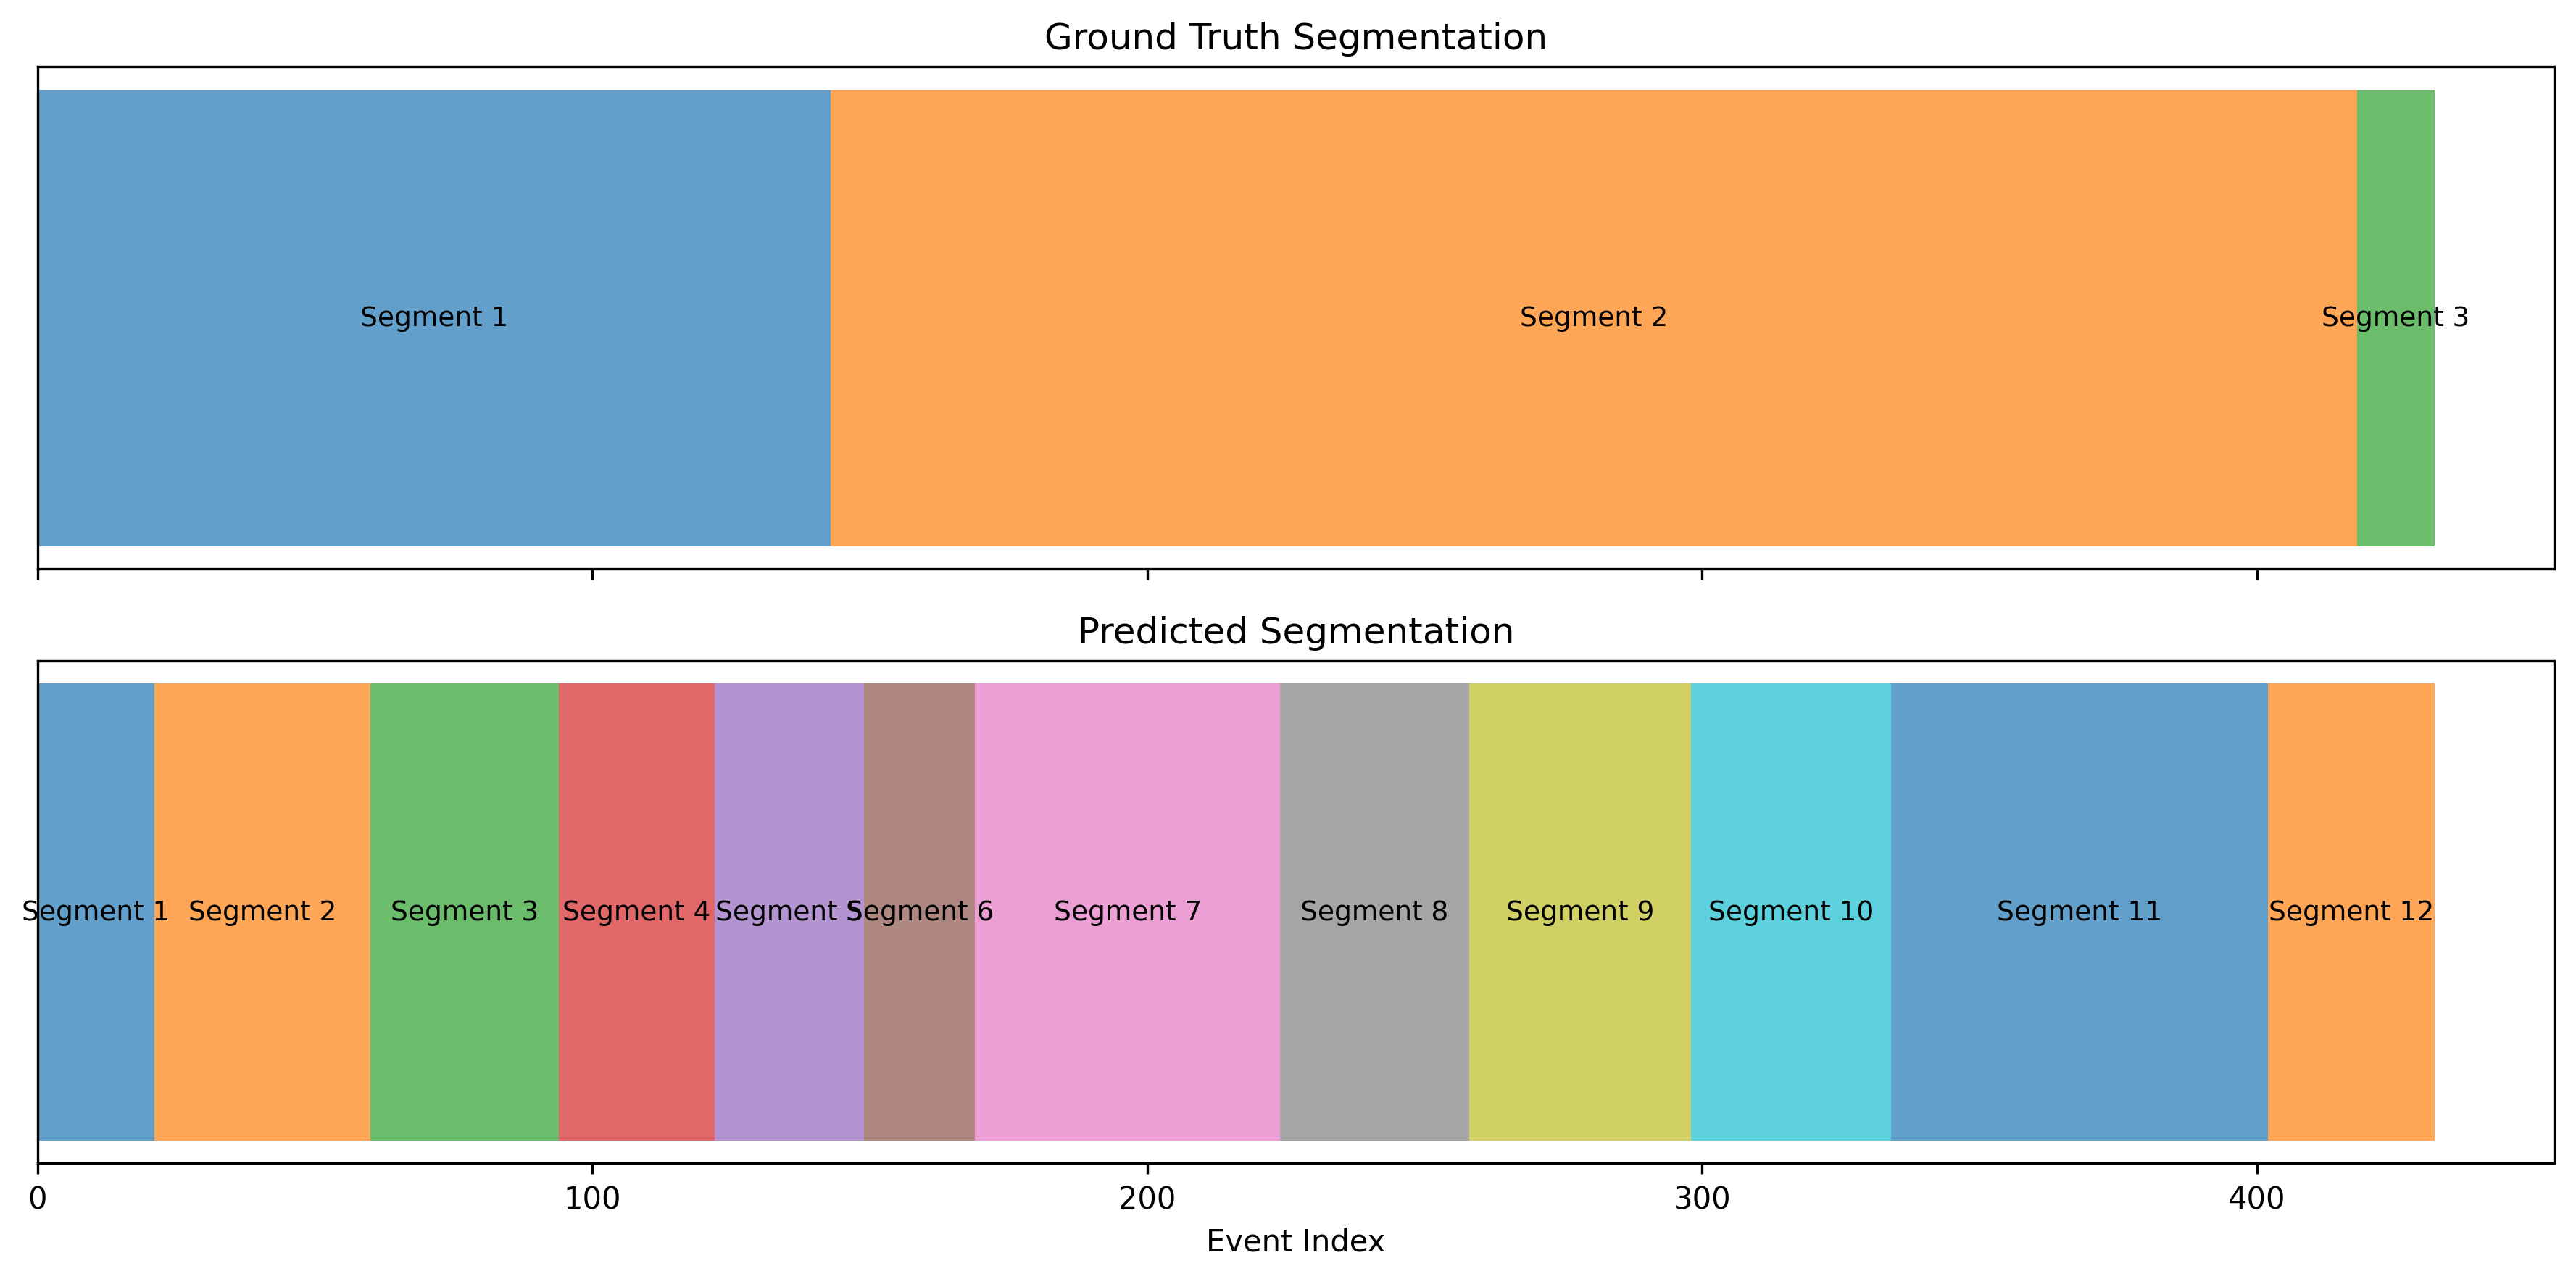 Ground Truth Segmentation
Segment 1 Segment 2 Segment 3
Predicted Segmentation
Segment 1 Segment 2 Segment 3 Segment 4 Segment 5 Segment 6 Segment 7 Segment 8 Segment 9 Segment 10 Segment 11 Segment 12
0 100 200 300 400
Event Index